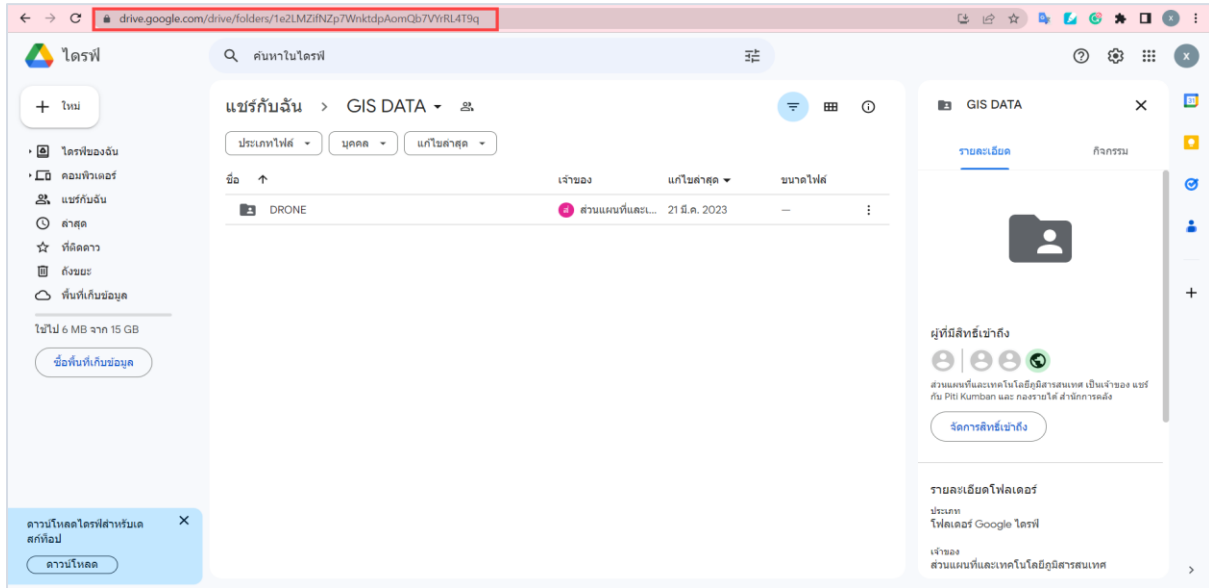 drive.google.com/drive/folders/1e2LMZifNZp7WnktdpAomQb7VYrRL4T9q
ไดรฟ์
ค้นหาในไดรฟ์
X
ใหม่
ไดรฟ์ของฉัน
คอมพิวเตอร์
แชร์กับฉัน
ล่าสุด
ที่ติดดาว
ถังขยะ
พื้นที่เก็บข้อมูล
ใช้ไป 6 MB จาก 15 GB
ซื้อพื้นที่เก็บข้อมูล
ดาวน์โหลดไดรฟ์สำหรับเด
สก์ท็อป
ดาวน์โหลด
แชร์กับฉัน > GIS DATA
ประเภทไฟล์ บุคคล แก้ไขล่าสุด
ชื่อ เจ้าของ แก้ไขล่าสุด ขนาดไฟล์
DRONE ส ส่วนแผนที่และเ... 21 มี.ค. 2023 —
GIS DATA
รายละเอียด กิจกรรม
ผู้ที่มีสิทธิ์เข้าถึง
ส่วนแผนที่และเทคโนโลยีภูมิสารสนเทศ เป็นเจ้าของ แชร์
กับ Piti Kumban และ กองรายได้ สำนักการคลัง
จัดการสิทธิ์เข้าถึง
รายละเอียดโฟลเดอร์
ประเภท
โฟลเดอร์ Google ไดรฟ์
เจ้าของ
ส่วนแผนที่และเทคโนโลยีภูมิสารสนเทศ
31